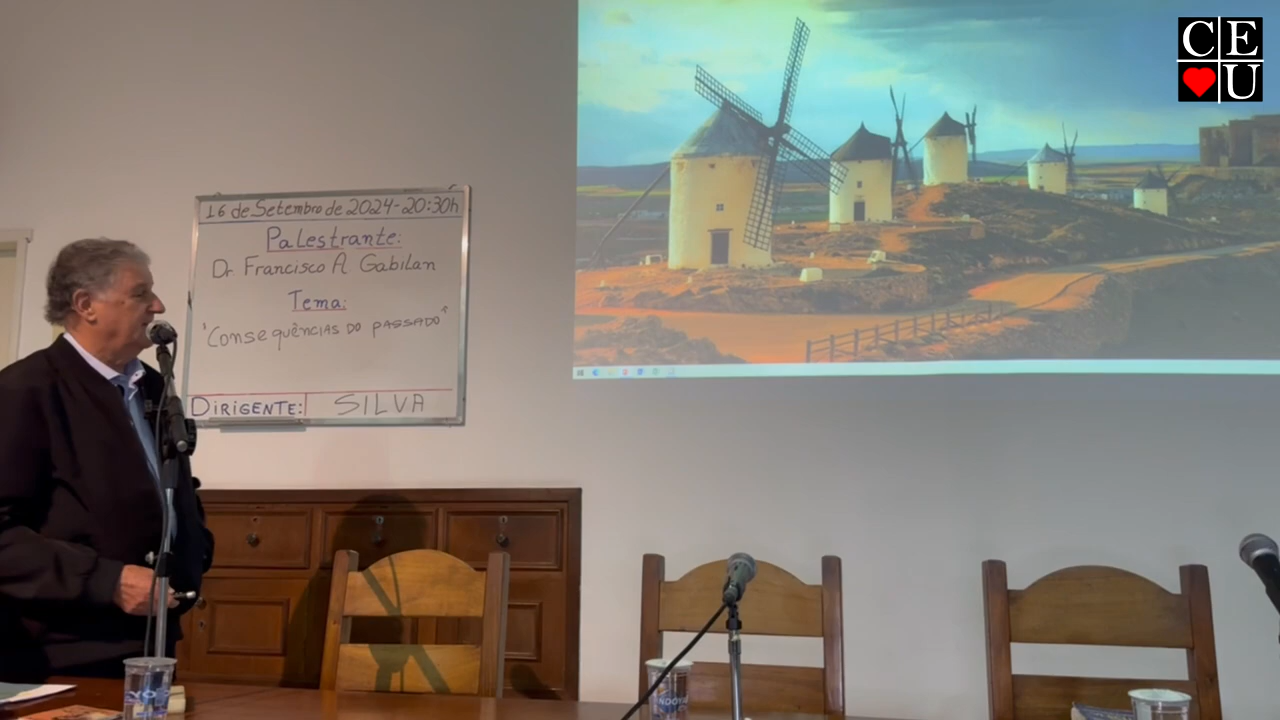 CE
U
16 de Setembro de 2024-20:30h
Palestrante:
Dr Francisco A Gabilan
Tema:
"Consequências do passado"
Dirigente: SILVA